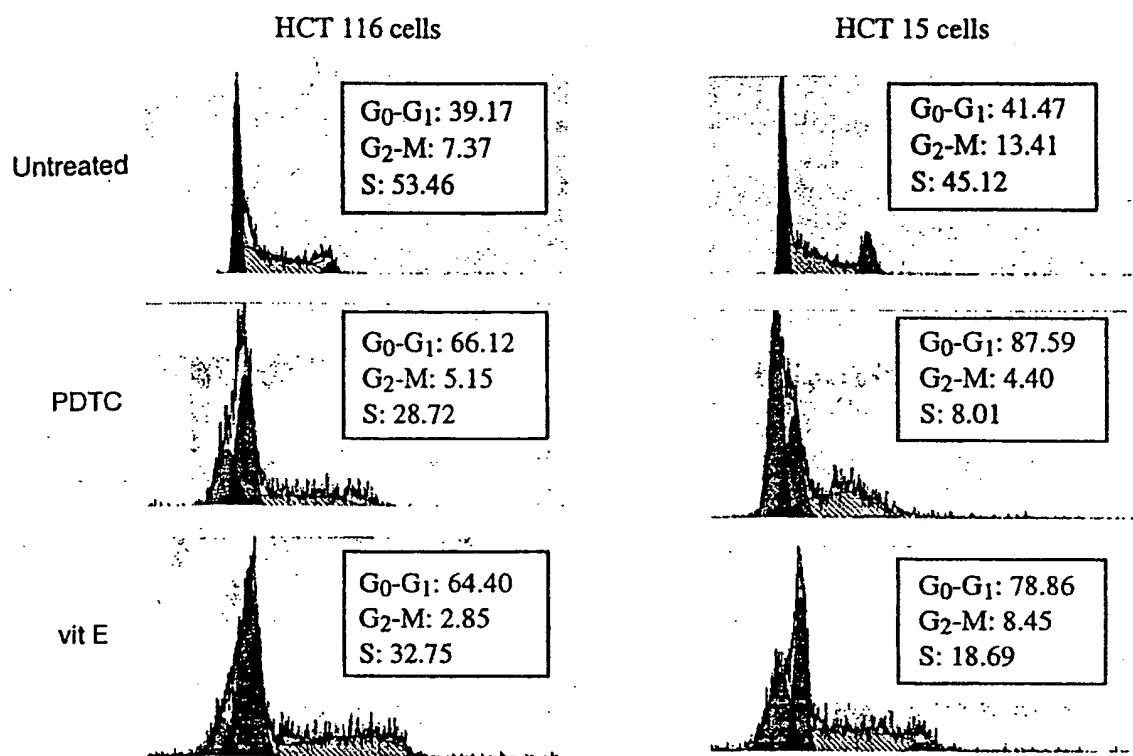 HCT 116 cells
HCT 15 cells
Untreated
G0-G1: 39.17
G2-M: 7.37
S: 53.46
G0-G1: 41.47
G2-M: 13.41
S: 45.12
PDTC
G0-G1: 66.12
G2-M: 5.15
S: 28.72
G0-G1: 87.59
G2-M: 4.40
S: 8.01
vit E
G0-G1: 64.40
G2-M: 2.85
S: 32.75
G0-G1: 78.86
G2-M: 8.45
S: 18.69